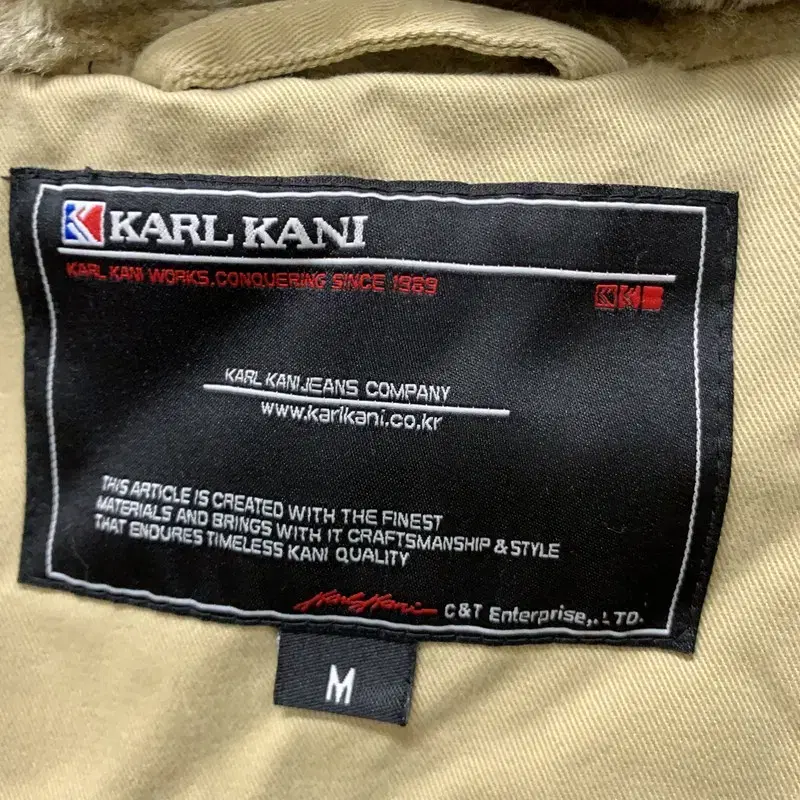 KARL KANI
KARL KANI WORKS.CONQUERING SINCE 1989
KARL KANI JEANS COMPANY
www.karlkani.co.kr
THIS ARTICLE IS CREATED WITH THE FINEST
MATERIALS AND BRINGS WITH IT CRAFTSMANSHIP & STYLE
THAT ENDURES TIMELESS KANI QUALITY
Karl Kani C&T Enterprise,.LTD.
M